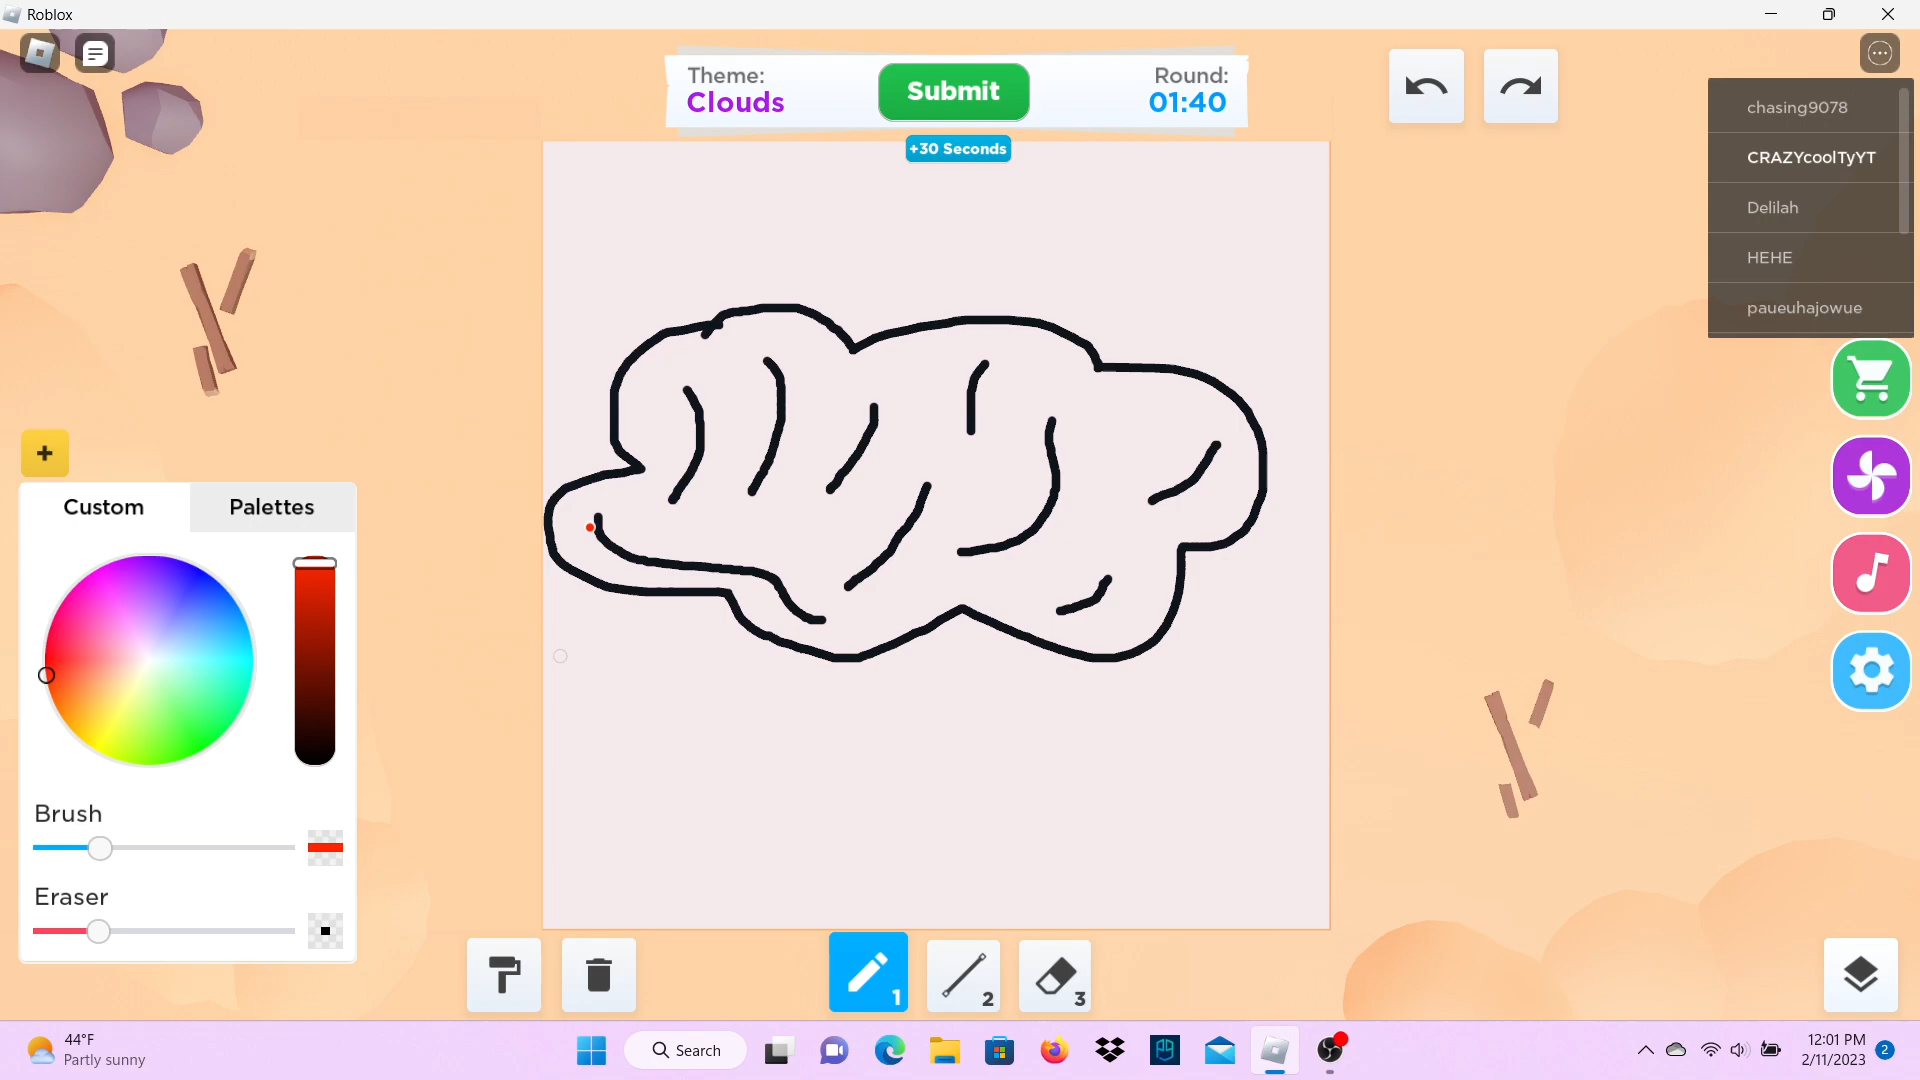 Roblox
Theme:
Clouds
Submit
Round:
01:40
+30 Seconds
chasing9078
CRAZYcoolTyYT
Delilah
HEHE
paueuhajowue
Custom
Palettes
Brush
Eraser
1
2
3
44°F
Partly sunny
Search
12:01 PM
2/11/2023
2